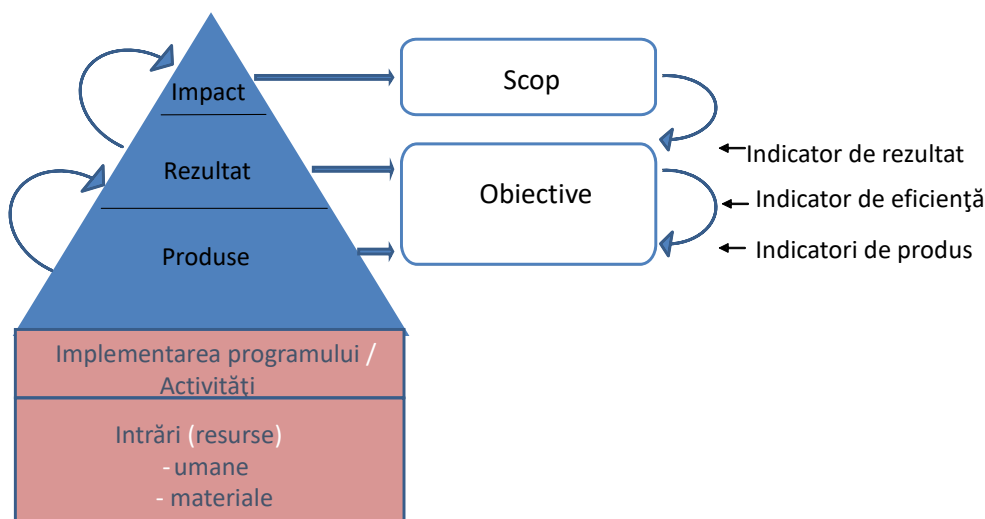 Impact
Scop
Rezultat
Obiective
Indicator de rezultat
Indicator de eficienţă
Produse
Indicatori de produs
Implementarea programului /
Activităţi
Intrări (resurse)
- umane
- materiale